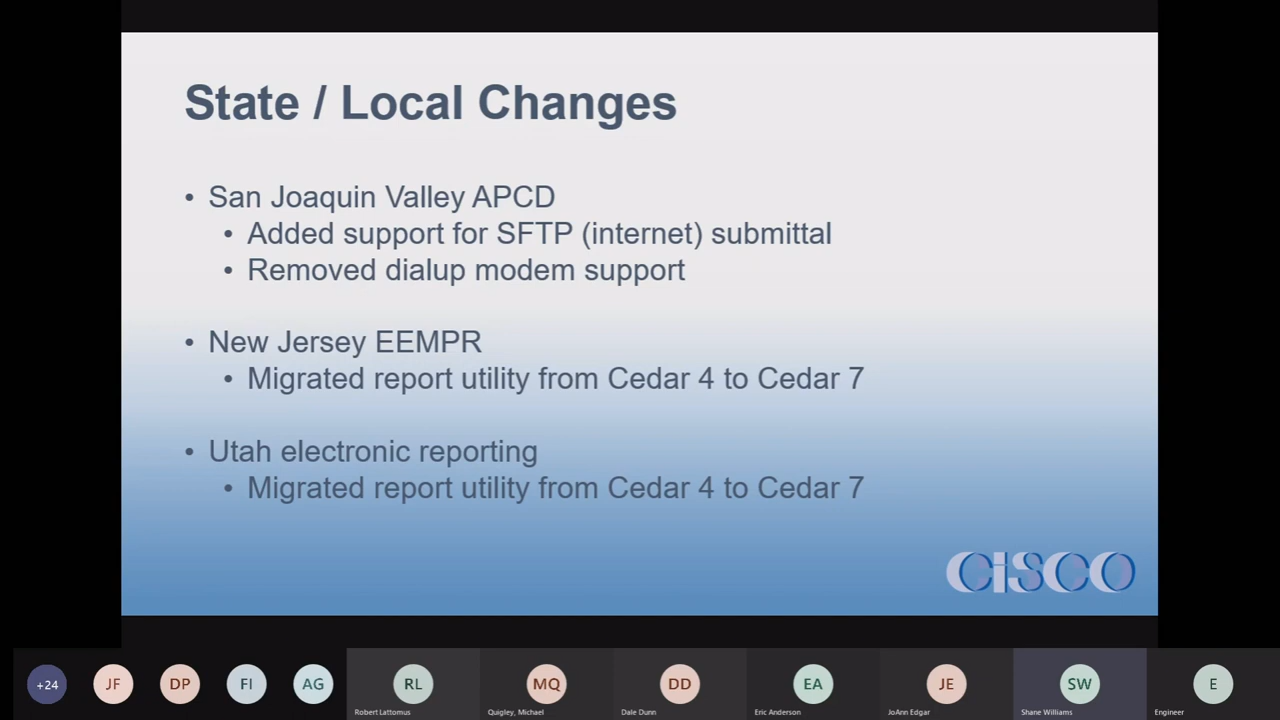 State / Local Changes
• San Joaquin Valley APCD
• Added support for SFTP (internet) submittal
• Removed dialup modem support
• New Jersey EEMPR
• Migrated report utility from Cedar 4 to Cedar 7
• Utah electronic reporting
• Migrated report utility from Cedar 4 to Cedar 7
CiSCO
+24
JF
DP
FI
AG
RL
MQ
DD
EA
JE
SW
E
Robert Lattomus
Quigley, Michael
Dale Dunn
Eric Anderson
JoAnn Edgar
Shane Williams
Engineer